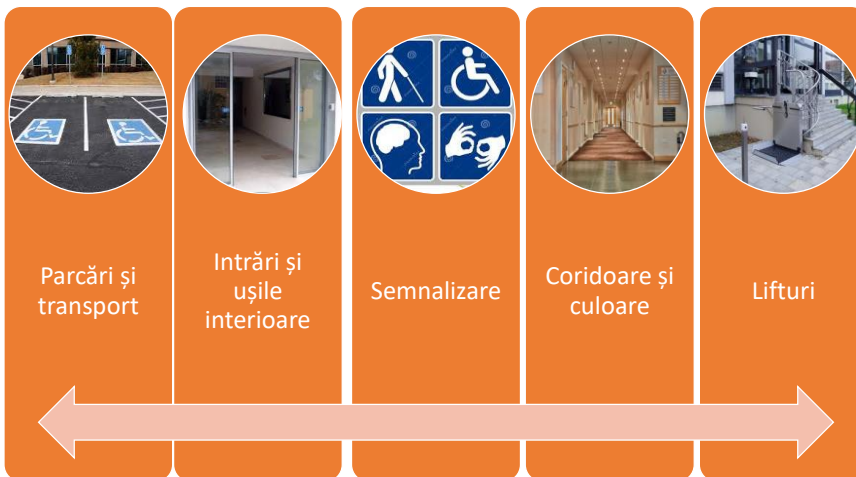 Parcări și
transport
Intrări și
ușile
interioare
Semnalizare
Coridoare și
culoare
Lifturi